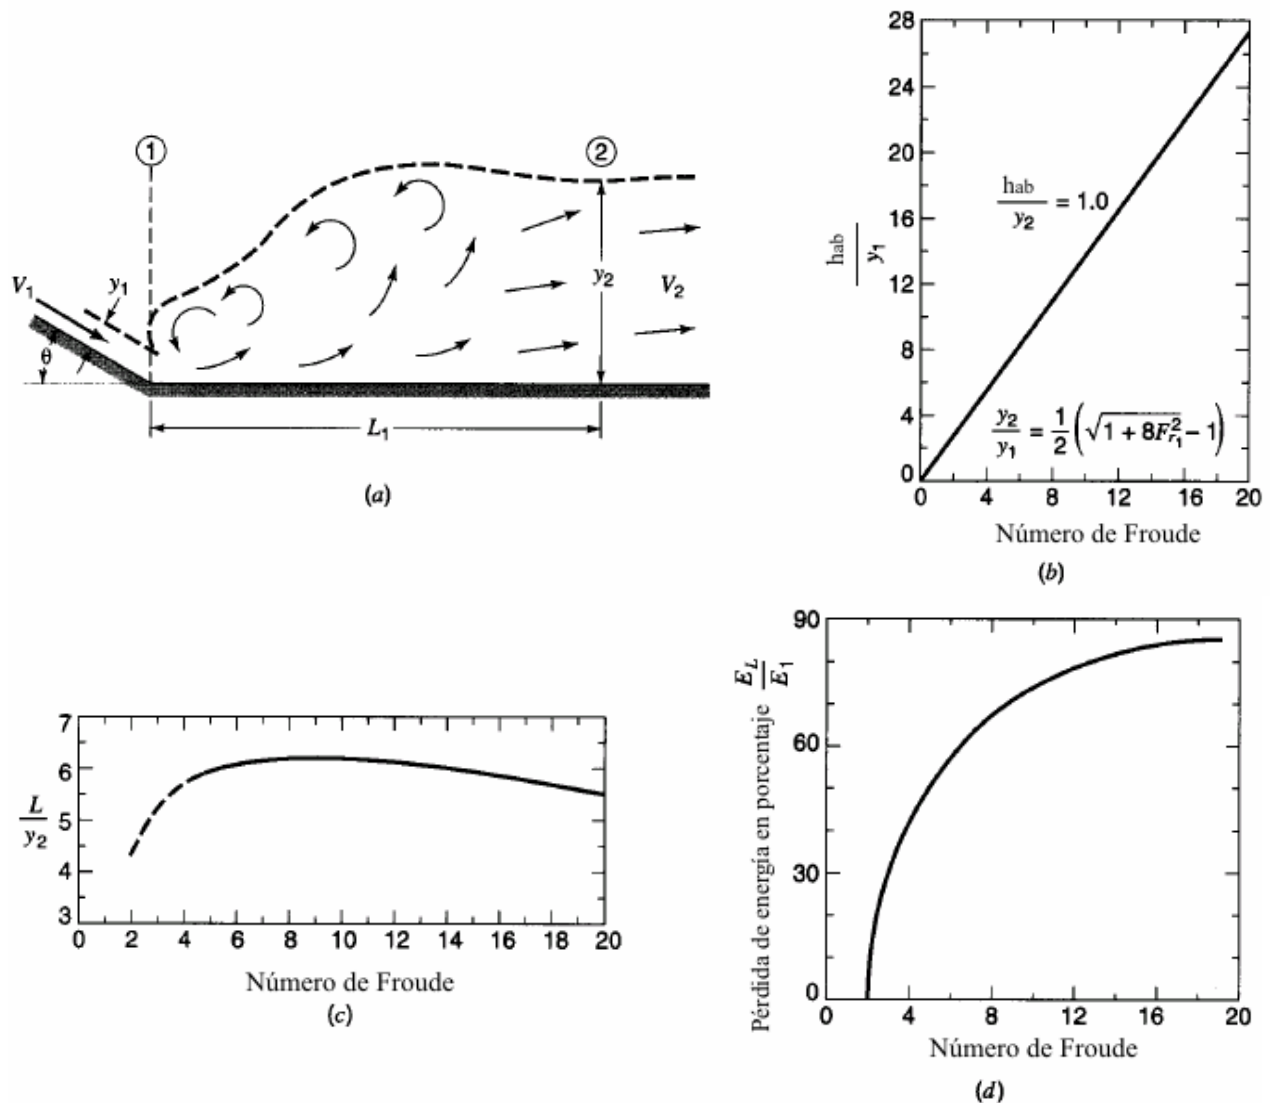 ①
②
V₁
y₁
θ
y₂
V₂
L₁
(a)
28
24
20
16
12
8
4
0
hab
y₁
hab/y₂ = 1.0
y₂/y₁ = 1/2 (√(1 + 8F²r₁) − 1)
0 4 8 12 16 20
Número de Froude
(b)
7
6
5
4
3
L
y₂
0 2 4 6 8 10 12 14 16 18 20
Número de Froude
(c)
90
60
30
0
Pérdida de energía en porcentaje E_L/E₁
0 4 8 12 16 20
Número de Froude
(d)